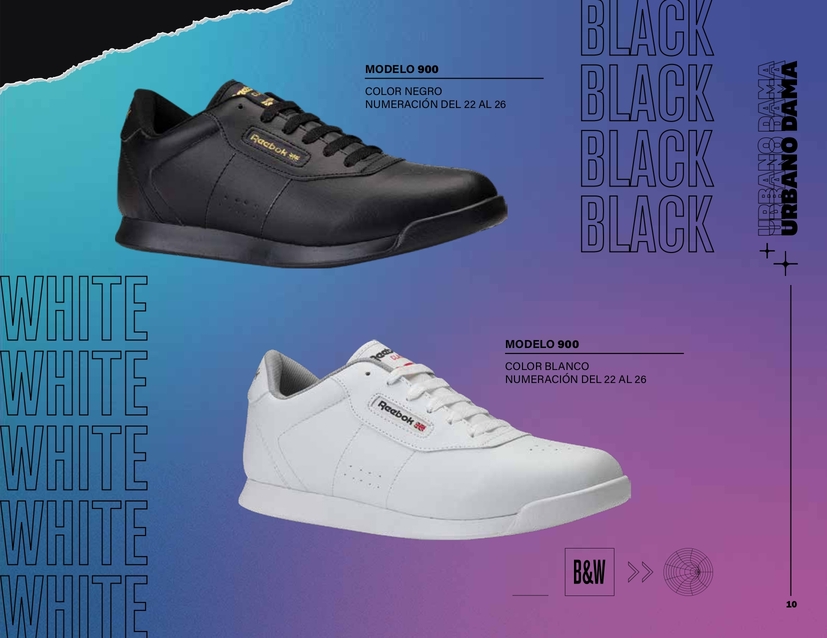 BLACK
BLACK
BLACK
BLACK
URBANO DAMA
URBANO DAMA
MODELO 900
COLOR NEGRO
NUMERACIÓN DEL 22 AL 26
Reebok
WHITE
WHITE
WHITE
WHITE
WHITE
MODELO 900
COLOR BLANCO
NUMERACIÓN DEL 22 AL 26
Reebok
B&W
10